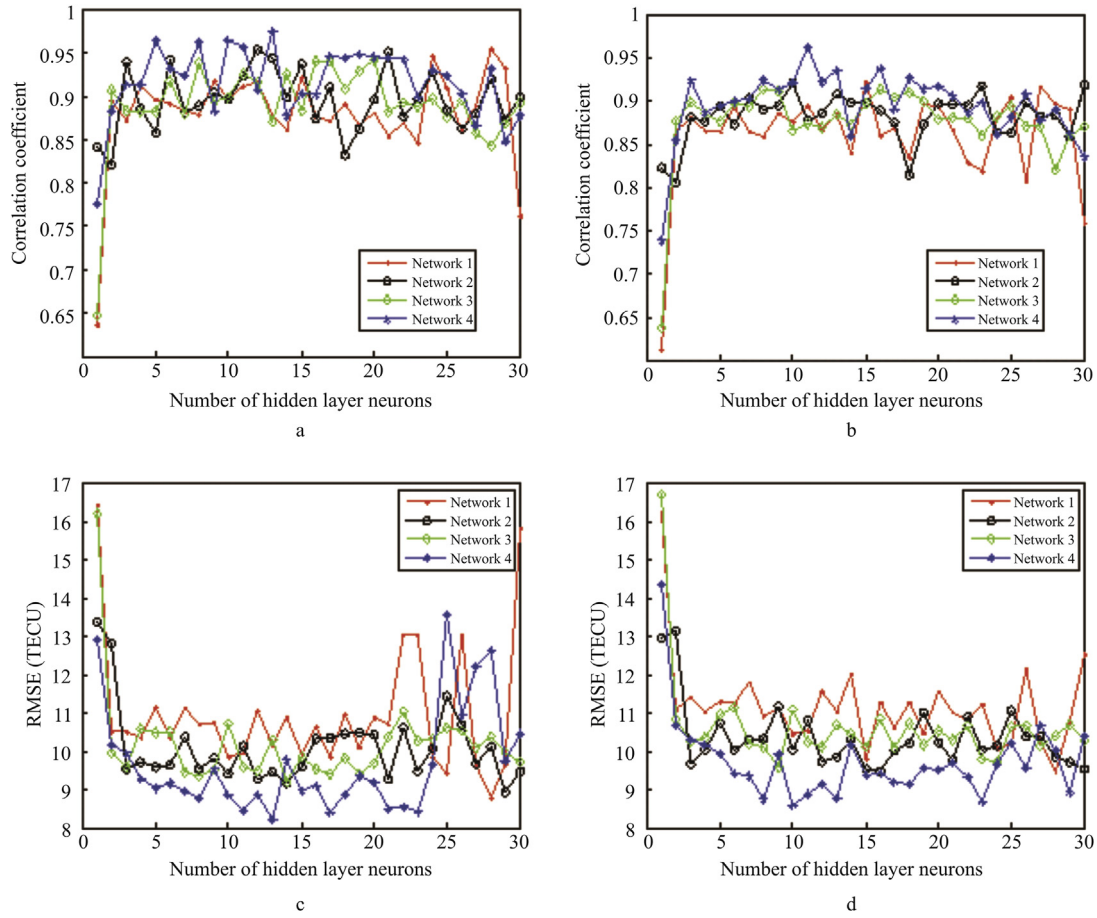 1
0.95
0.9
0.85
0.8
0.75
0.7
0.65
Correlation coefficient
Network 1
Network 2
Network 3
Network 4
0 5 10 15 20 25 30
Number of hidden layer neurons
a
1
0.95
0.9
0.85
0.8
0.75
0.7
0.65
Correlation coefficient
Network 1
Network 2
Network 3
Network 4
0 5 10 15 20 25 30
Number of hidden layer neurons
b
17
16
15
14
13
12
11
10
9
8
RMSE (TECU)
Network 1
Network 2
Network 3
Network 4
0 5 10 15 20 25 30
Number of hidden layer neurons
c
17
16
15
14
13
12
11
10
9
8
RMSE (TECU)
Network 1
Network 2
Network 3
Network 4
0 5 10 15 20 25 30
Number of hidden layer neurons
d